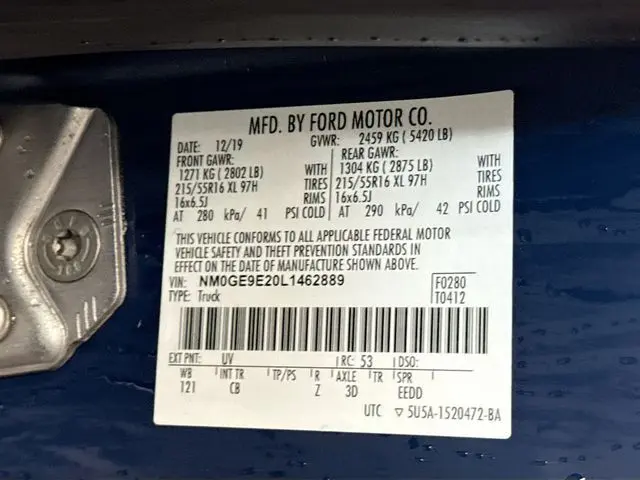 MFD. BY FORD MOTOR CO.
DATE: 12/19 GVWR: 2459 KG ( 5420 LB)
FRONT GAWR: REAR GAWR:
1271 KG ( 2802 LB) WITH 1304 KG ( 2875 LB) WITH
215/55R16 XL 97H TIRES 215/55R16 XL 97H TIRES
16x6.5J RIMS 16x6.5J RIMS
AT 280 kPa/ 41 PSI COLD AT 290 kPa/ 42 PSI COLD
THIS VEHICLE CONFORMS TO ALL APPLICABLE FEDERAL MOTOR
VEHICLE SAFETY AND THEFT PREVENTION STANDARDS IN
EFFECT ON THE DATE OF MANUFACTURE SHOWN ABOVE.
VIN: NM0GE9E20L1462889 F0280
TYPE: Truck T0412
EXT PNT: UV RC: 53 DSO:
WB INT TR TP/PS R AXLE TR SPR
121 CB Z 3D EEDD
UTC ▽ 5U5A-1520472-BA